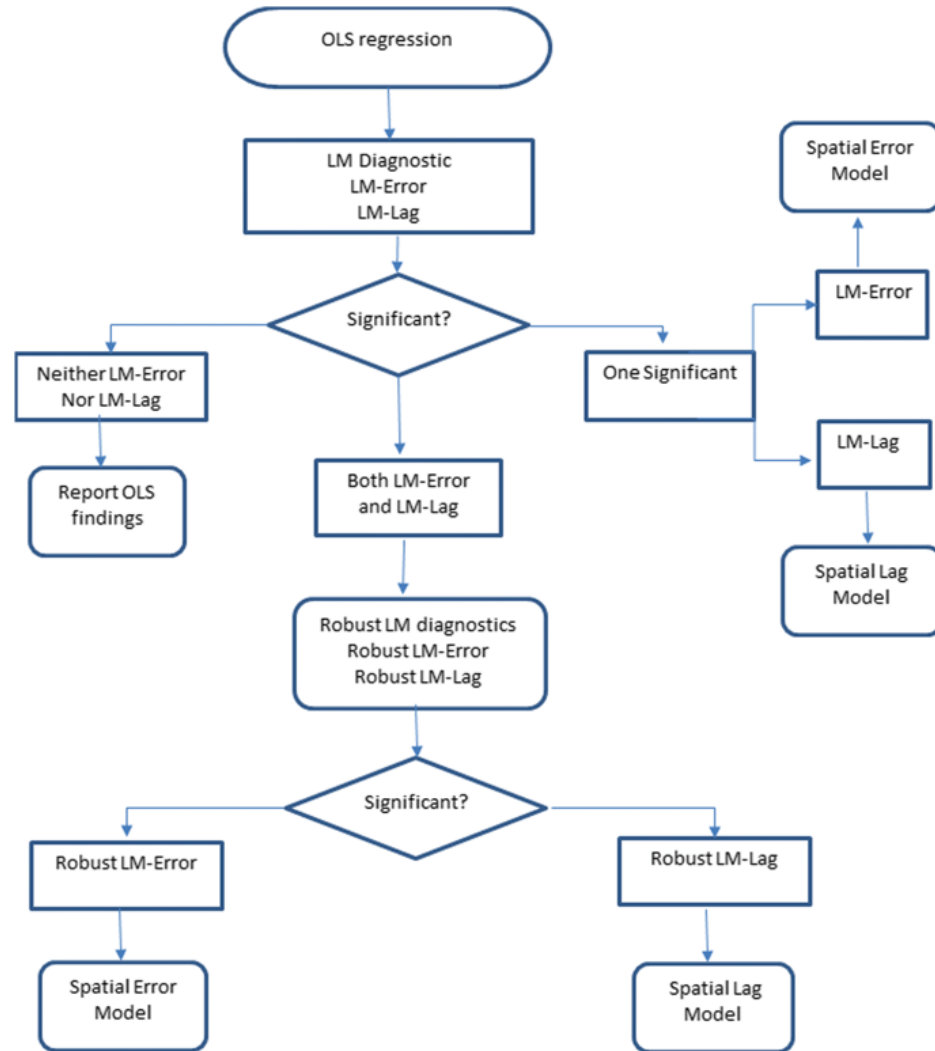 OLS regression
LM Diagnostic
LM-Error
LM-Lag
Spatial Error
Model
Significant?
LM-Error
Neither LM-Error
Nor LM-Lag
One Significant
LM-Lag
Both LM-Error
and LM-Lag
Report OLS
findings
Spatial Lag
Model
Robust LM diagnostics
Robust LM-Error
Robust LM-Lag
Significant?
Robust LM-Error
Robust LM-Lag
Spatial Error
Model
Spatial Lag
Model